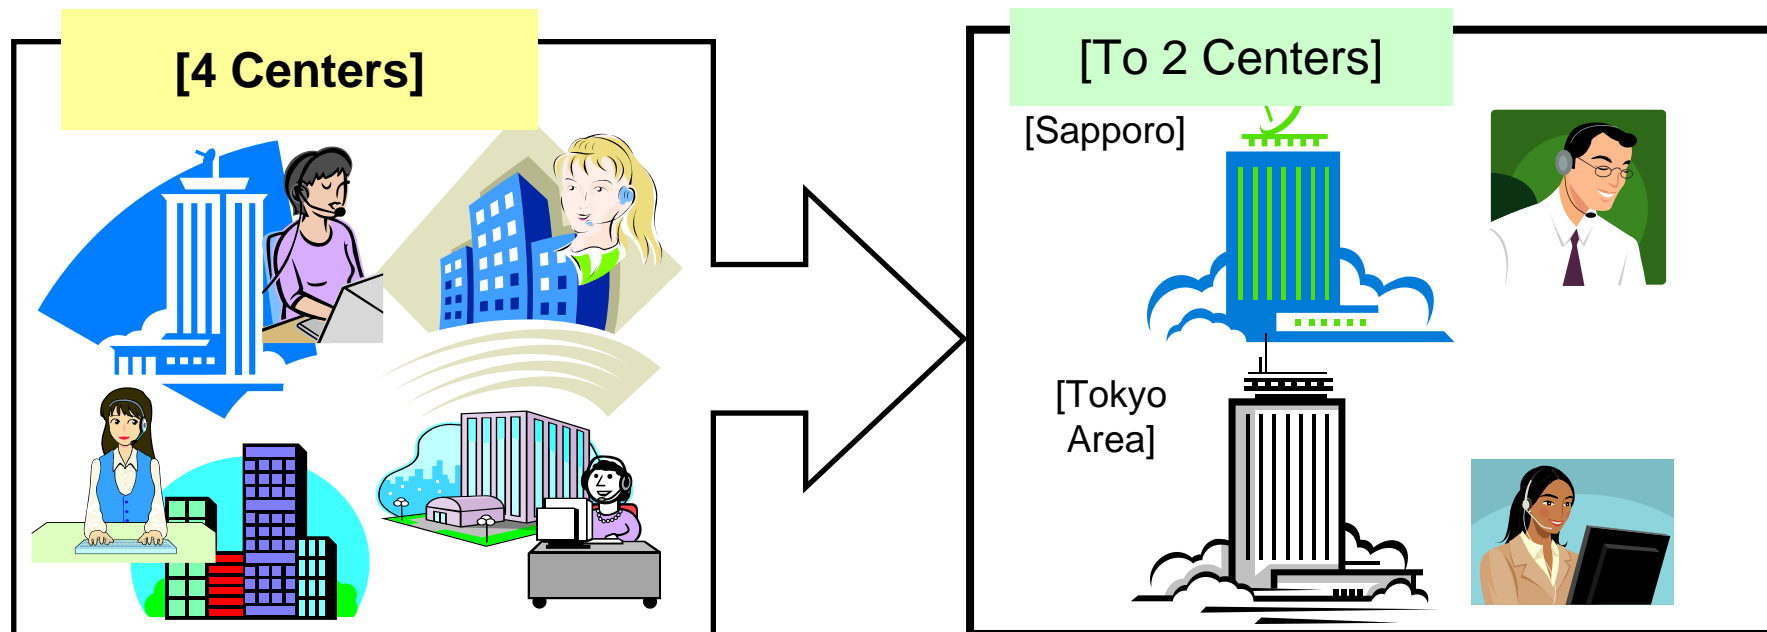 [4 Centers]
[To 2 Centers]
[Sapporo]
[Tokyo
Area]